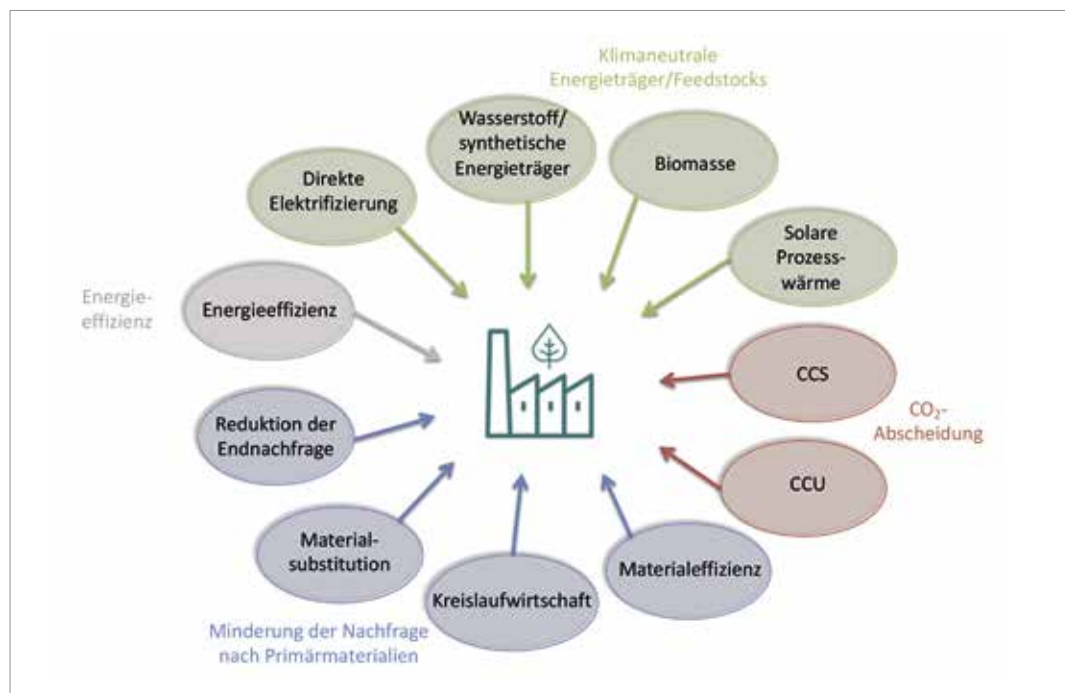 Klimaneutrale
Energieträger/Feedstocks
Wasserstoff/
synthetische
Energieträger
Biomasse
Direkte
Elektrifizierung
Solare
Prozess-
wärme
Energie-
effizienz
Energieeffizienz
CCS
CO₂-
Abscheidung
Reduktion der
Endnachfrage
CCU
Material-
substitution
Kreislaufwirtschaft
Materialeffizienz
Minderung der Nachfrage
nach Primärmaterialien